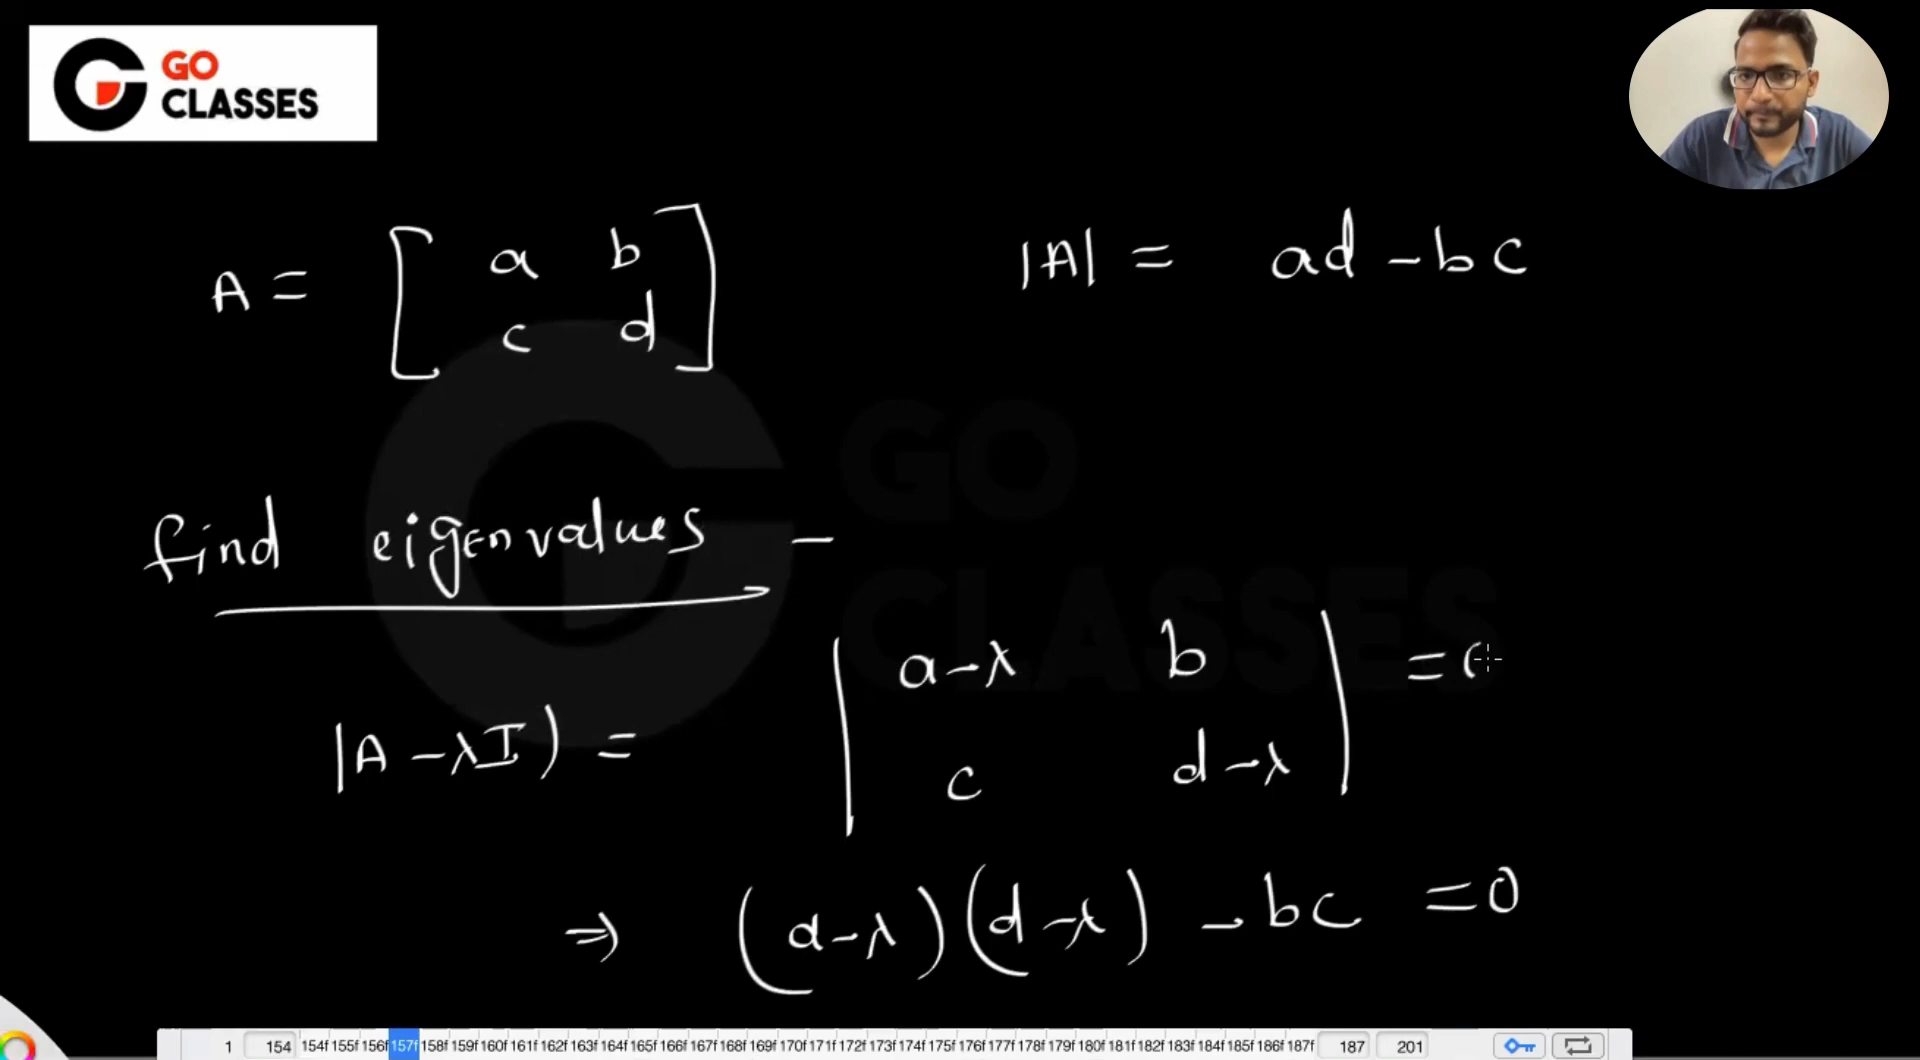 GO
CLASSES
A = [ a b
c d ]
|A| = ad - bc
GO
CLASSES
find eigenvalues -
|A - λI) = | a-λ b
c d-λ | = 0
⇒ (a-λ)(d-λ) - bc = 0
1 154 154f 155f 156f 157f 158f 159f 160f 161f 162f 163f 164f 165f 166f 167f 168f 169f 170f 171f 172f 173f 174f 175f 176f 177f 178f 179f 180f 181f 182f 183f 184f 185f 186f 187f 187 201